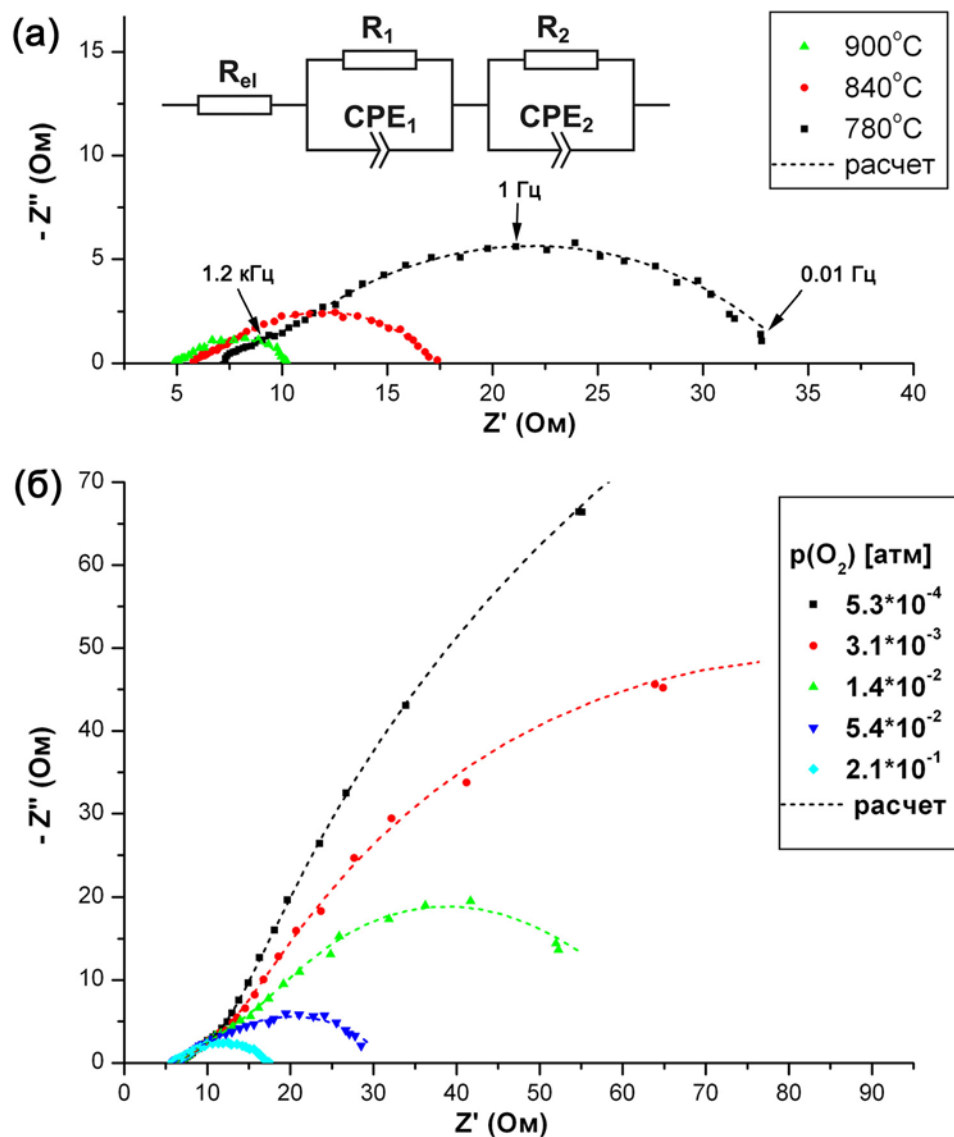 (а)
R₁
R₂
Rel
CPE₁
CPE₂
900°C
840°C
780°C
расчет
1 Гц
1.2 кГц
0.01 Гц
15
10
5
0
- Z'' (Ом)
5 10 15 20 25 30 35 40
Z' (Ом)
(б)
70
60
50
40
30
20
10
0
- Z'' (Ом)
p(O₂) [атм]
5.3*10⁻⁴
3.1*10⁻³
1.4*10⁻²
5.4*10⁻²
2.1*10⁻¹
расчет
0 10 20 30 40 50 60 70 80 90
Z' (Ом)